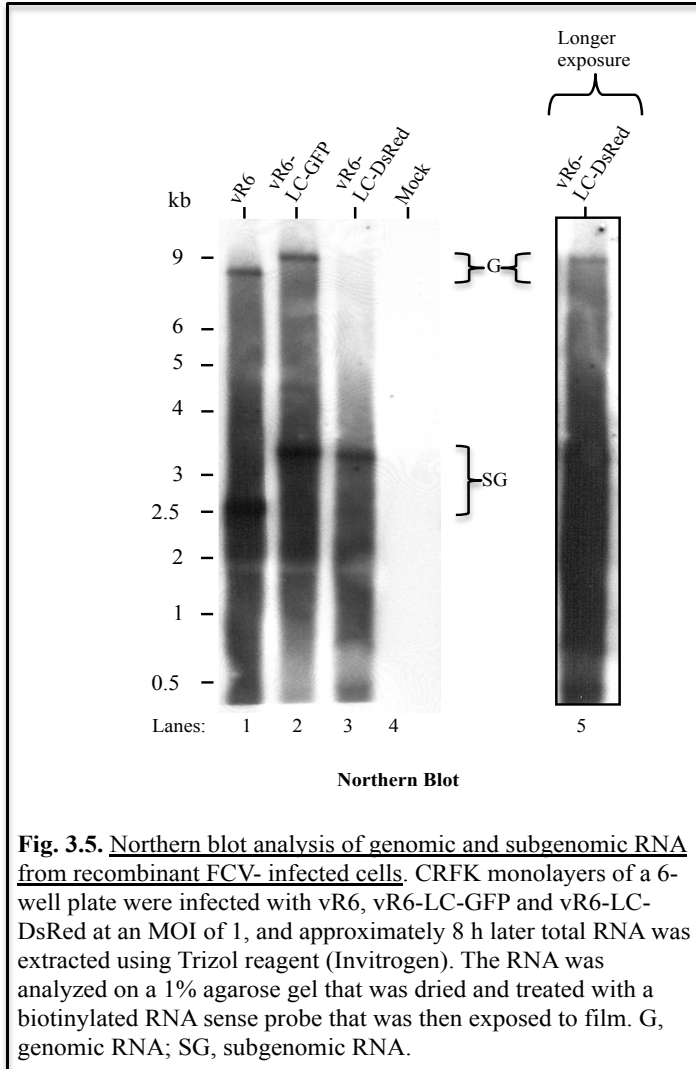 Longer
exposure
vR6
vR6-
LC-GFP
vR6-
LC-DsRed
Mock
vR6-
LC-DsRed
kb
9
6
5
4
3
2.5
2
1
0.5
G
SG
Lanes: 1 2 3 4 5
Northern Blot
Fig. 3.5. Northern blot analysis of genomic and subgenomic RNA
from recombinant FCV- infected cells. CRFK monolayers of a 6-
well plate were infected with vR6, vR6-LC-GFP and vR6-LC-
DsRed at an MOI of 1, and approximately 8 h later total RNA was
extracted using Trizol reagent (Invitrogen). The RNA was
analyzed on a 1% agarose gel that was dried and treated with a
biotinylated RNA sense probe that was then exposed to film. G,
genomic RNA; SG, subgenomic RNA.